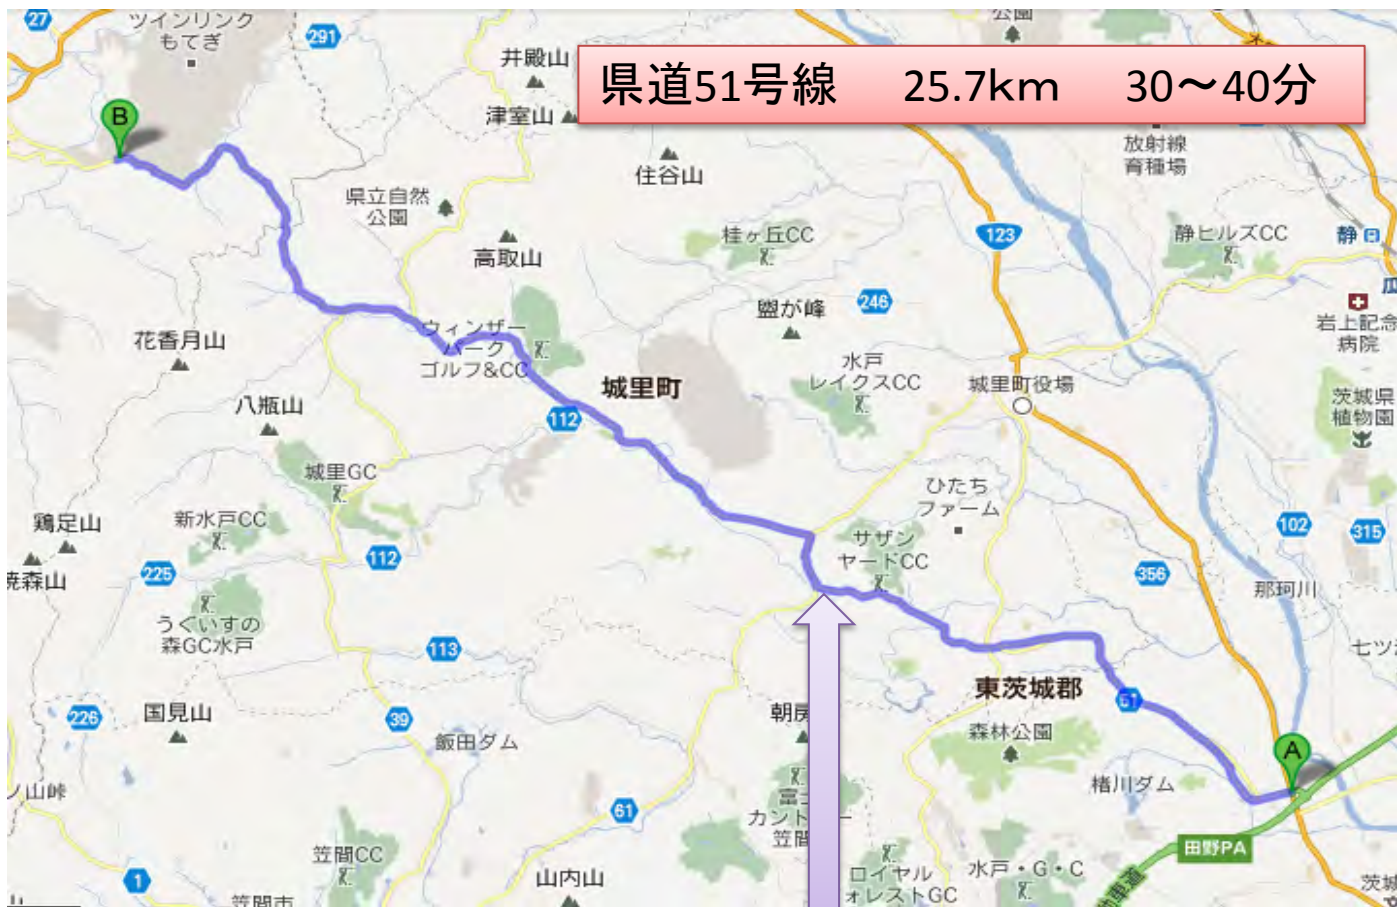 県道51号線 25.7km 30〜40分
27
ツインリンク
もてぎ
291
井殿山
公園
津室山
B
放射線
育種場
住谷山
県立自然
公園
桂ヶ丘CC
123
静ヒルズCC
静
高取山
盟が峰
246
岩上記念
病院
花香月山
ウィンザー
パーク
ゴルフ&CC
水戸
レイクスCC
城里町
城里町役場
茨城県
植物園
八瓶山
112
城里GC
ひたち
ファーム
鶏足山
新水戸CC
サザン
ヤードCC
102
315
112
225
焼森山
356
那珂川
うぐいすの
森GC水戸
113
東茨城郡
51
226
国見山
39
飯田ダム
森林公園
A
楮川ダム
61
笠間CC
田野PA
1
山内山
ロイヤル
ォレストGC
水戸・G・C
笠間市
茨城